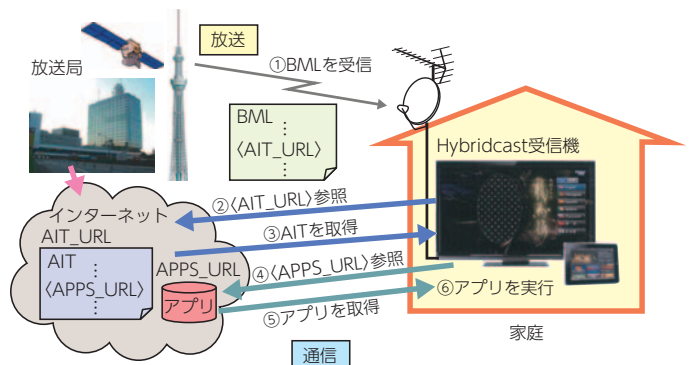 放送
放送局
①BMLを受信
BML
⋮
〈AIT_URL〉
⋮
Hybridcast受信機
②〈AIT_URL〉参照
インターネット
③AITを取得
AIT_URL
AIT
⋮
〈APPS_URL〉
⋮
APPS_URL
アプリ
④〈APPS_URL〉参照
⑤アプリを取得
⑥アプリを実行
家庭
通信